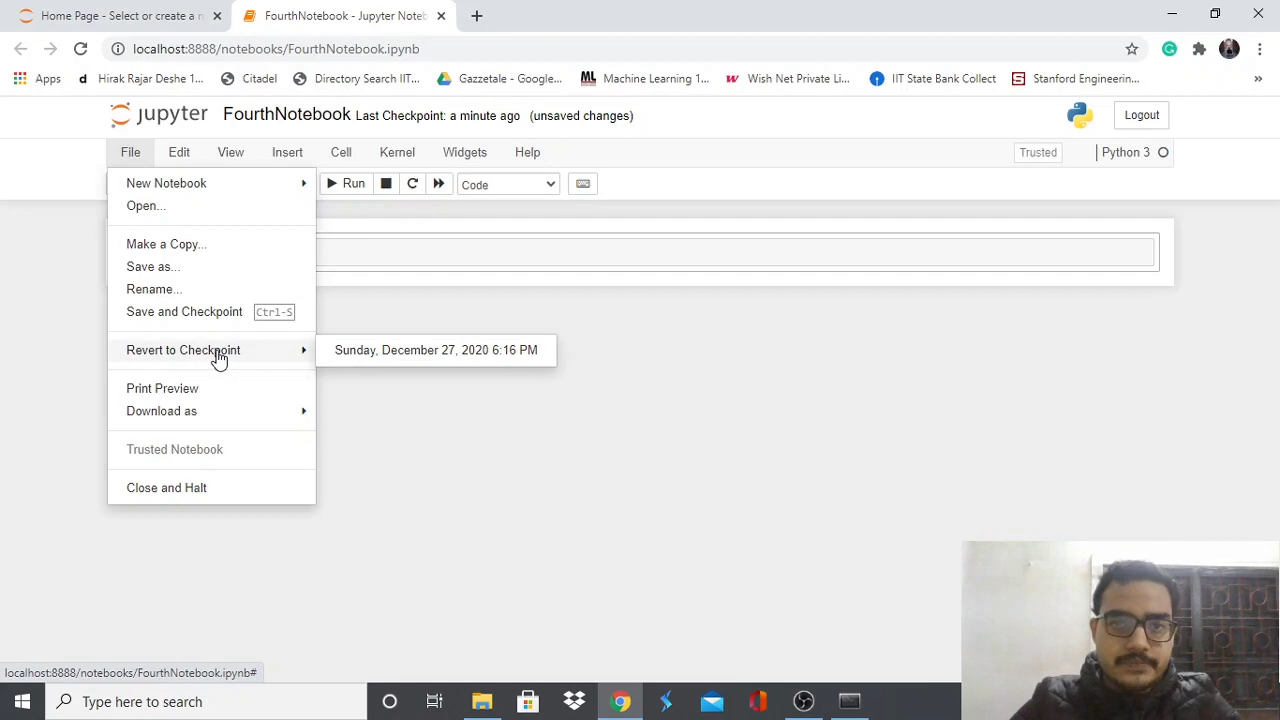 Home Page - Select or create a n
FourthNotebook - Jupyter Noteb
localhost:8888/notebooks/FourthNotebook.ipynb
Apps
Hirak Rajar Deshe 1...
Citadel
Directory Search IIT...
Gazzetale - Google...
Machine Learning 1...
Wish Net Private Li...
IIT State Bank Collect
Stanford Engineerin...
»
jupyter
FourthNotebook Last Checkpoint: a minute ago (unsaved changes)
Logout
File Edit View Insert Cell Kernel Widgets Help
Trusted
Python 3
New Notebook
Run
Code
Open...
Make a Copy...
Save as...
Rename...
Save and Checkpoint Ctrl-S
Revert to Checkpoint
Sunday, December 27, 2020 6:16 PM
Print Preview
Download as
Trusted Notebook
Close and Halt
localhost:8888/notebooks/FourthNotebook.ipynb#
Type here to search